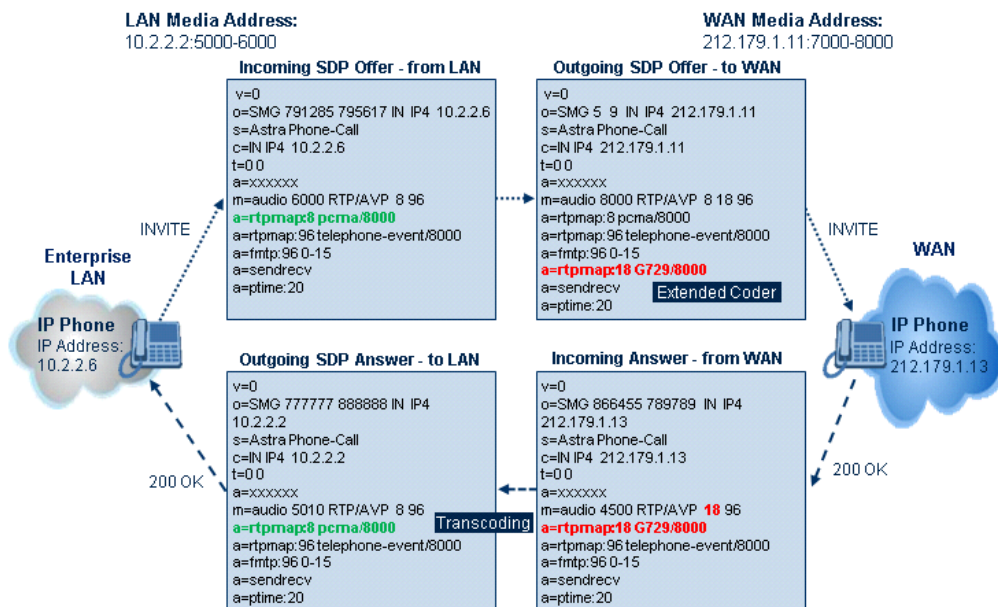 LAN Media Address:
10.2.2.2:5000-6000
WAN Media Address:
212.179.1.11:7000-8000
Incoming SDP Offer - from LAN
v=0
o=SMG 791285 795617 IN IP4 10.2.2.6
s=Astra Phone-Call
c=IN IP4 10.2.2.6
t=0 0
a=xxxxxx
m=audio 6000 RTP/AVP 8 96
a=rtpmap:8 pcma/8000
a=rtpmap:96 telephone-event/8000
a=fmtp:96 0-15
a=sendrecv
a=ptime:20
Outgoing SDP Offer - to WAN
v=0
o=SMG 5 9 IN IP4 212.179.1.11
s=Astra Phone-Call
c=IN IP4 212.179.1.11
t=0 0
a=xxxxxx
m=audio 8000 RTP/AVP 8 18 96
a=rtpmap:8 pcma/8000
a=rtpmap:96 telephone-event/8000
a=fmtp:96 0-15
a=rtpmap:18 G729/8000
a=sendrecv
a=ptime:20
Extended Coder
INVITE
INVITE
Enterprise
LAN
IP Phone
IP Address:
10.2.2.6
WAN
IP Phone
IP Address:
212.179.1.13
Outgoing SDP Answer - to LAN
v=0
o=SMG 777777 888888 IN IP4
10.2.2.2
s=Astra Phone-Call
c=IN IP4 10.2.2.2
t=0 0
a=xxxxxx
m=audio 5010 RTP/AVP 8 96
a=rtpmap:8 pcma/8000
a=rtpmap:96 telephone-event/8000
a=fmtp:96 0-15
a=sendrecv
a=ptime:20
Transcoding
Incoming Answer - from WAN
v=0
o=SMG 866455 789789 IN IP4
212.179.1.13
s=Astra Phone-Call
c=IN IP4 212.179.1.13
t=0 0
a=xxxxxx
m=audio 4500 RTP/AVP 18 96
a=rtpmap:18 G729/8000
a=rtpmap:96 telephone-event/8000
a=fmtp:96 0-15
a=sendrecv
a=ptime:20
200 OK
200 OK